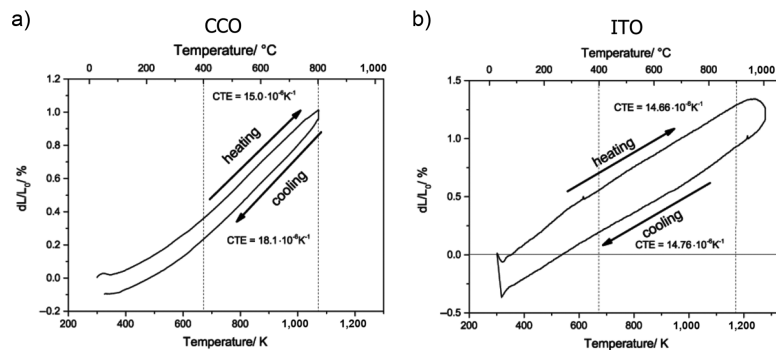 a)
CCO
Temperature/ °C
0 200 400 600 800 1,000
1.2
1.0
0.8
0.6
0.4
0.2
0.0
−0.2
dL/L₀/ %
CTE = 15.0·10⁻⁶K⁻¹
heating
cooling
CTE = 18.1·10⁻⁶K⁻¹
200 400 600 800 1,000 1,200
Temperature/ K
b)
ITO
Temperature/ °C
0 200 400 600 800 1,000
1.5
1.0
0.5
0.0
−0.5
dL/L₀/ %
CTE = 14.66·10⁻⁶K⁻¹
heating
cooling
CTE = 14.76·10⁻⁶K⁻¹
200 400 600 800 1,000 1,200
Temperature/ K